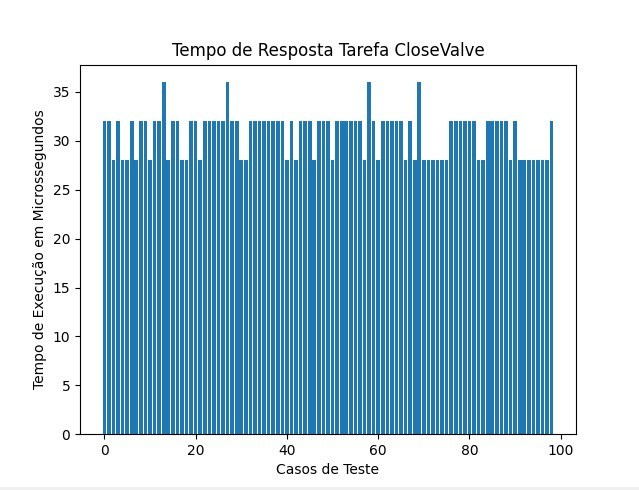 Tempo de Resposta Tarefa CloseValve
Tempo de Execução em Microssegundos
35
30
25
20
15
10
5
0
0 20 40 60 80 100
Casos de Teste